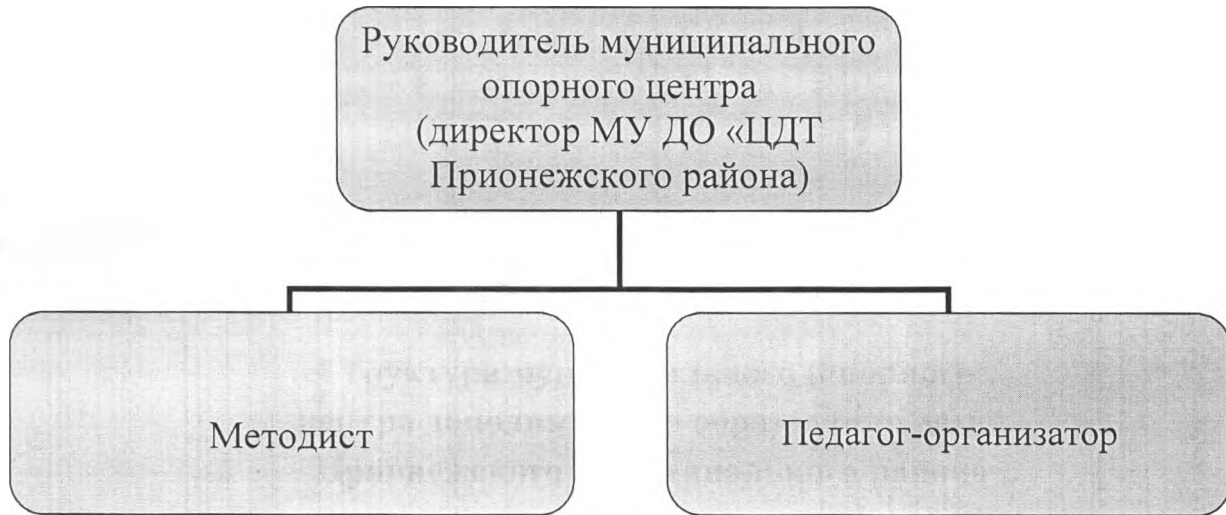 Руководитель муниципального
опорного центра
(директор МУ ДО «ЦДТ
Прионежского района)
Методист
Педагог-организатор